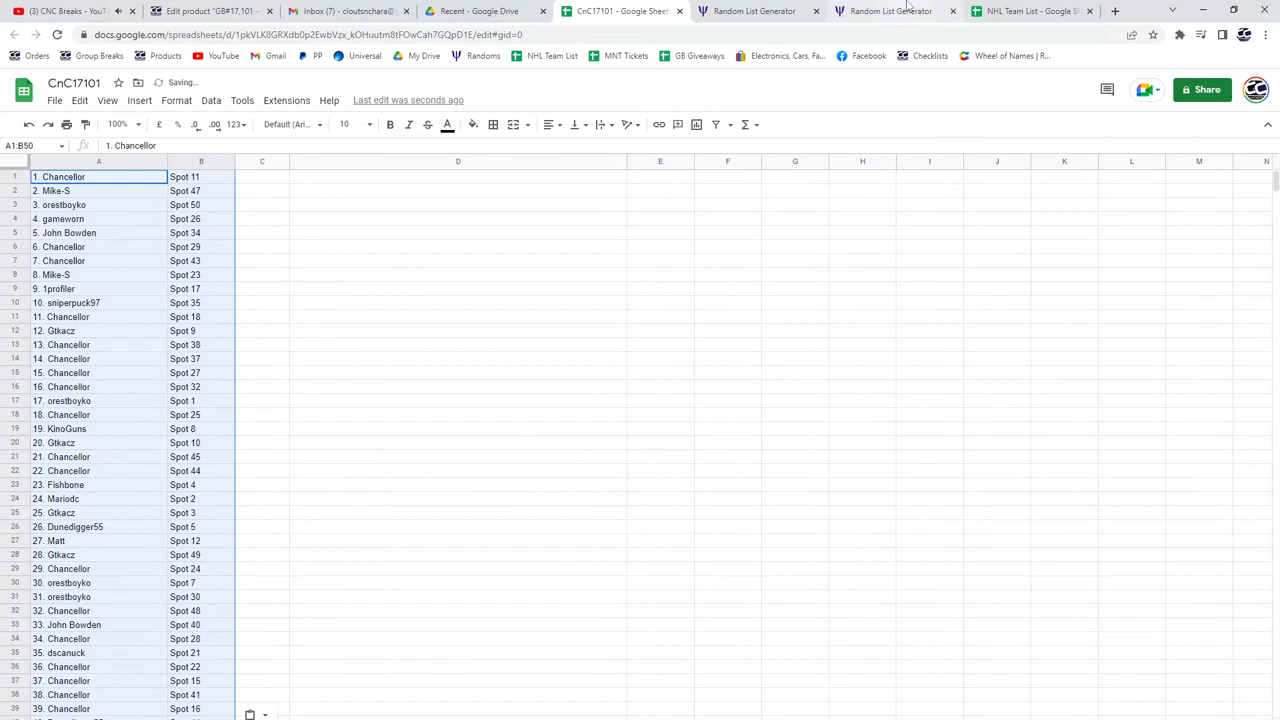 (3) CNC Breaks - YouTube
Edit product "GB#17,101 –
Inbox (7) - cloutsnchara@
Recent - Google Drive
CnC17101 - Google Sheets
Random List Generator
Random List Generator
NHL Team List - Google Sh
docs.google.com/spreadsheets/d/1pkVLK8GRXdb0p2EwbVzx_kOHuutm8tFOwCah7GQpD1E/edit#gid=0
Orders Group Breaks Products YouTube Gmail PP Universal My Drive Randoms NHL Team List MNT Tickets GB Giveaways Electronics, Cars, Fa... Facebook Checklists Wheel of Names | R...
CnC17101 Saving...
File Edit View Insert Format Data Tools Extensions Help Last edit was seconds ago
Share
100% £ % .0 .00 123 Default (Ari... 10 B I S A
A1:B50 fx 1. Chancellor
A B C D E F G H I J K L M N
1 1. Chancellor Spot 11
2 2. Mike-S Spot 47
3 3. orestboyko Spot 50
4 4. gameworn Spot 26
5 5. John Bowden Spot 34
6 6. Chancellor Spot 29
7 7. Chancellor Spot 43
8 8. Mike-S Spot 23
9 9. 1profiler Spot 17
10 10. sniperpuck97 Spot 35
11 11. Chancellor Spot 18
12 12. Gtkacz Spot 9
13 13. Chancellor Spot 38
14 14. Chancellor Spot 37
15 15. Chancellor Spot 27
16 16. Chancellor Spot 32
17 17. orestboyko Spot 1
18 18. Chancellor Spot 25
19 19. KinoGuns Spot 8
20 20. Gtkacz Spot 10
21 21. Chancellor Spot 45
22 22. Chancellor Spot 44
23 23. Fishbone Spot 4
24 24. Mariodc Spot 2
25 25. Gtkacz Spot 3
26 26. Dunedigger55 Spot 5
27 27. Matt Spot 12
28 28. Gtkacz Spot 49
29 29. Chancellor Spot 24
30 30. orestboyko Spot 7
31 31. orestboyko Spot 30
32 32. Chancellor Spot 48
33 33. John Bowden Spot 40
34 34. Chancellor Spot 28
35 35. dscanuck Spot 21
36 36. Chancellor Spot 22
37 37. Chancellor Spot 15
38 38. Chancellor Spot 41
39 39. Chancellor Spot 16